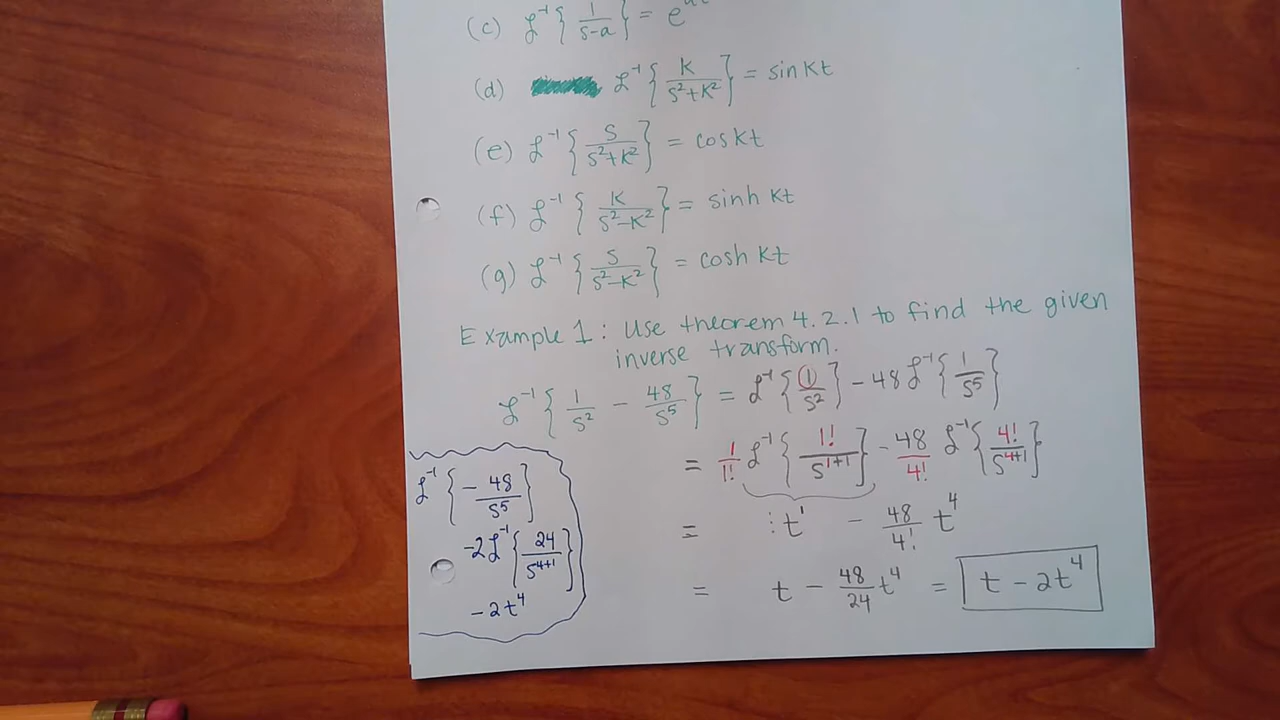 (c) ℒ⁻¹{1/(s-a)} = e
(d) ℒ⁻¹{K/(s²+K²)} = sin Kt
(e) ℒ⁻¹{s/(s²+K²)} = cos Kt
(f) ℒ⁻¹{K/(s²-K²)} = sinh Kt
(g) ℒ⁻¹{s/(s²-K²)} = cosh Kt
Example 1: Use theorem 4.2.1 to find the given
inverse transform.
ℒ⁻¹{1/s² - 48/s⁵} = ℒ⁻¹{1/s²} - 48 ℒ⁻¹{1/s⁵}
= 1/1! ℒ⁻¹{1!/s¹⁺¹} - 48/4! ℒ⁻¹{4!/s⁴⁺¹}
= t¹ - 48/4! t⁴
= t - 48/24 t⁴ = t - 2t⁴
ℒ⁻¹{- 48/s⁵}
-2ℒ⁻¹{24/s⁴⁺¹}
-2t⁴